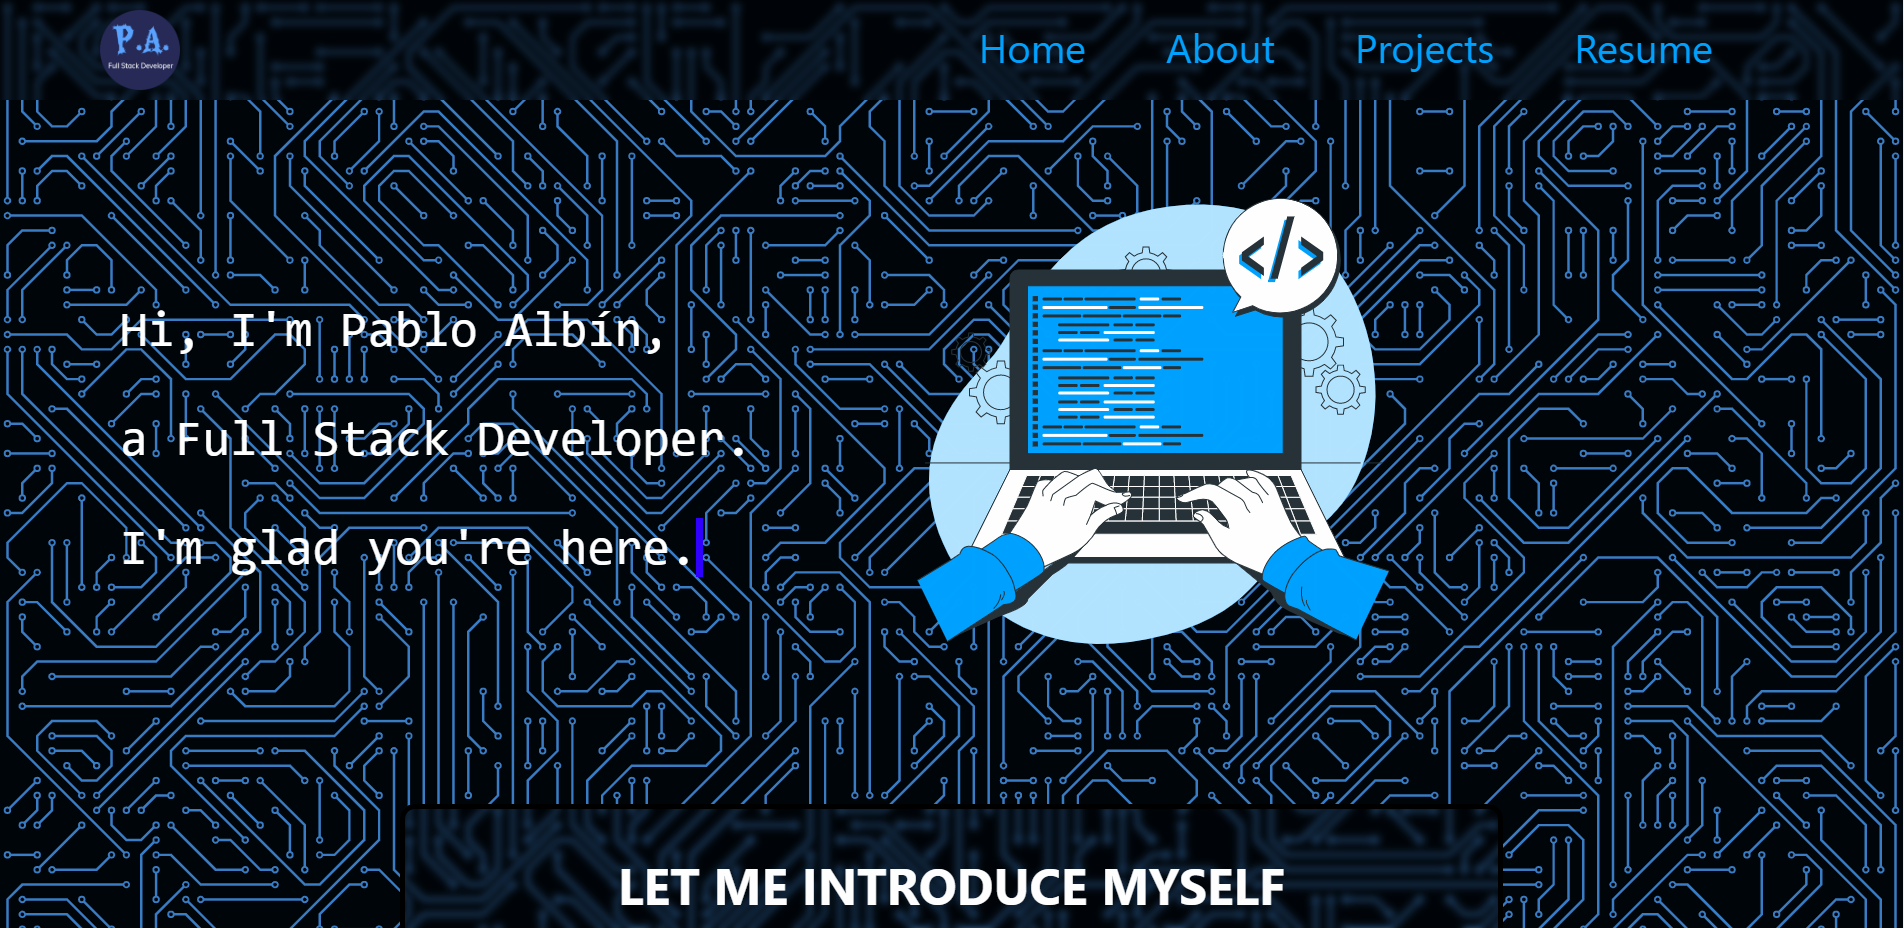 P.A.
Full Stack Developer
Home About Projects Resume
</>
Hi, I'm Pablo Albín,
a Full Stack Developer.
I'm glad you're here.
LET ME INTRODUCE MYSELF